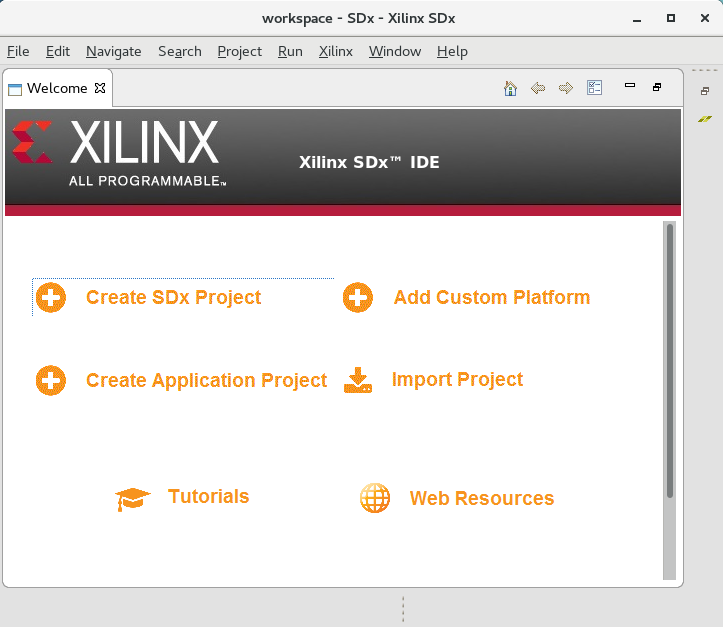 workspace - SDx - Xilinx SDx
File Edit Navigate Search Project Run Xilinx Window Help
Welcome
XILINX
ALL PROGRAMMABLE™
Xilinx SDx™ IDE
Create SDx Project
Add Custom Platform
Create Application Project
Import Project
Tutorials
Web Resources